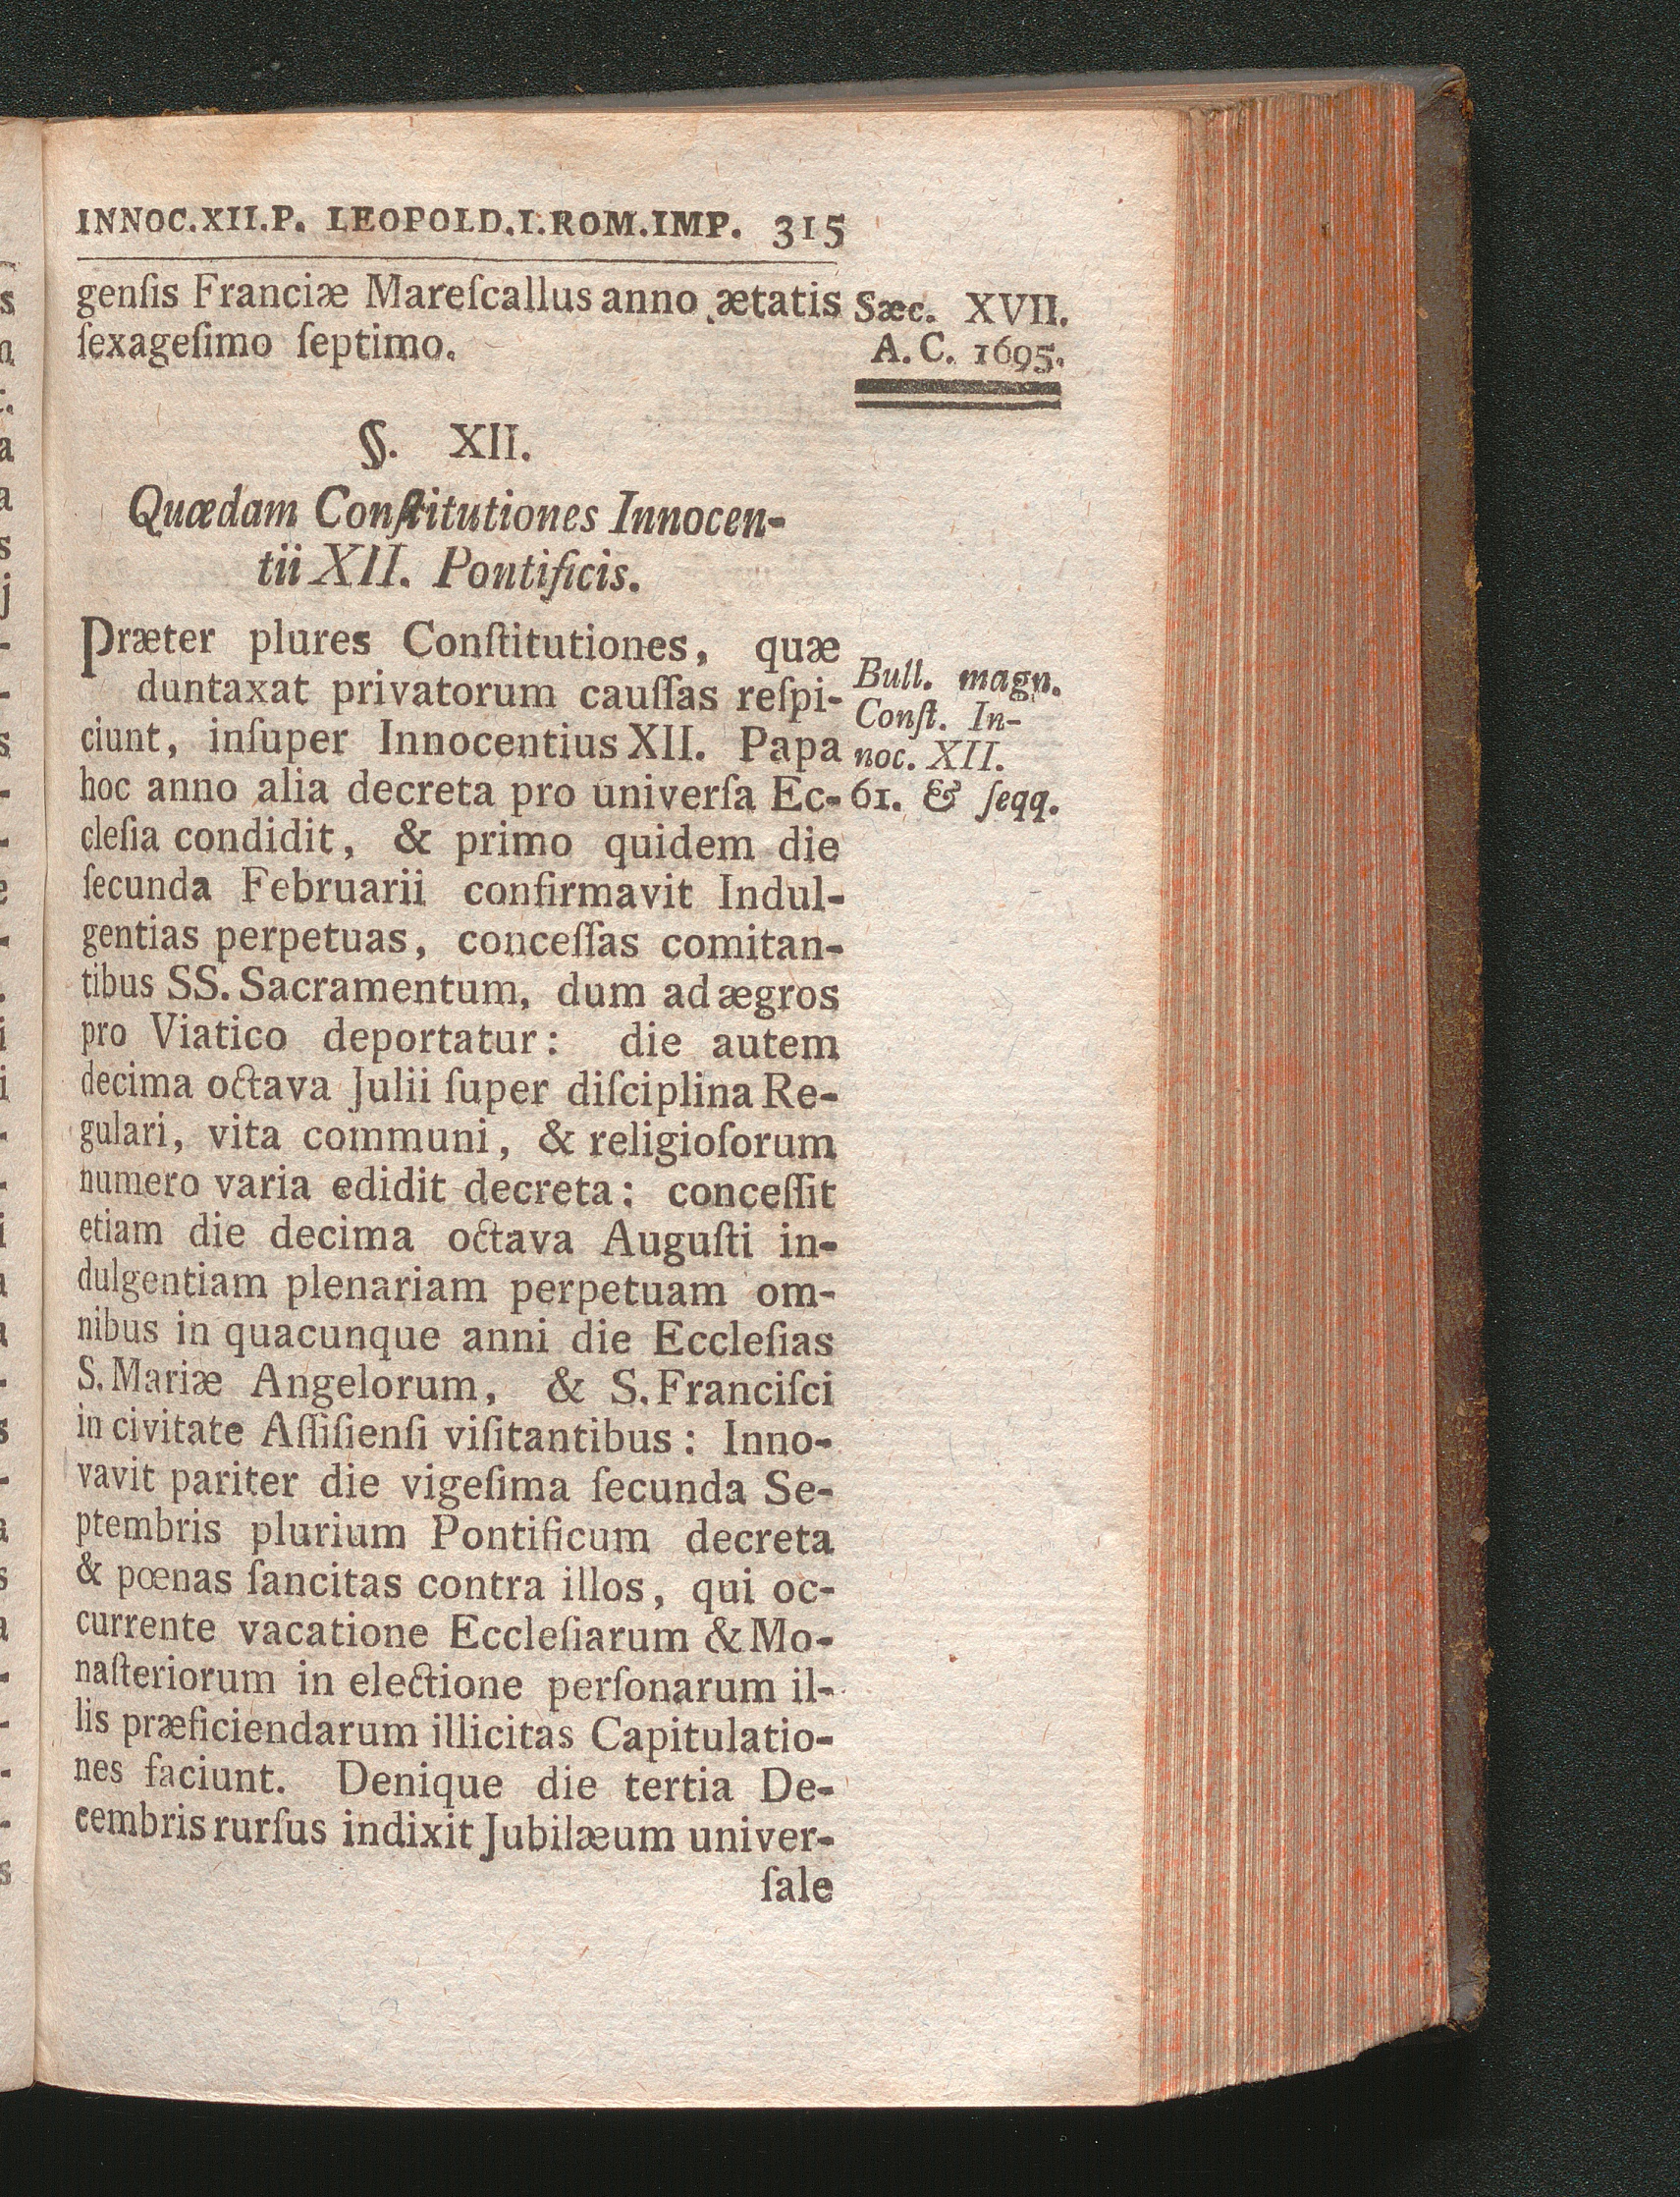 INNOC.XII.P. LEOPOLD.I.ROM.IMP. 315
genſis Franciæ Mareſcallus anno ætatis
ſexageſimo ſeptimo.
Sæc. XVII.
A. C. 1695.
§. XII.
Quædam Conſtitutiones Innocen-
tii XII. Pontificis.
Præter plures Conſtitutiones, quæ
duntaxat privatorum cauſſas reſpi-
ciunt, inſuper Innocentius XII. Papa
hoc anno alia decreta pro univerſa Ec-
cleſia condidit, & primo quidem die
ſecunda Februarii confirmavit Indul-
gentias perpetuas, conceſſas comitan-
tibus SS. Sacramentum, dum ad ægros
pro Viatico deportatur: die autem
decima octava Julii ſuper diſciplina Re-
gulari, vita communi, & religioſorum
numero varia edidit decreta: conceſſit
etiam die decima octava Auguſti in-
dulgentiam plenariam perpetuam om-
nibus in quacunque anni die Eccleſias
S. Mariæ Angelorum, & S. Franciſci
in civitate Aſſiſienſi viſitantibus: Inno-
vavit pariter die vigeſima ſecunda Se-
ptembris plurium Pontificum decreta
& pœnas ſancitas contra illos, qui oc-
currente vacatione Eccleſiarum & Mo-
naſteriorum in electione perſonarum il-
lis præficiendarum illicitas Capitulatio-
nes faciunt. Denique die tertia De-
cembris rurſus indixit Jubilæum univer-
ſale
Bull. magn.
Conſt. In-
noc. XII.
61. & ſeqq.